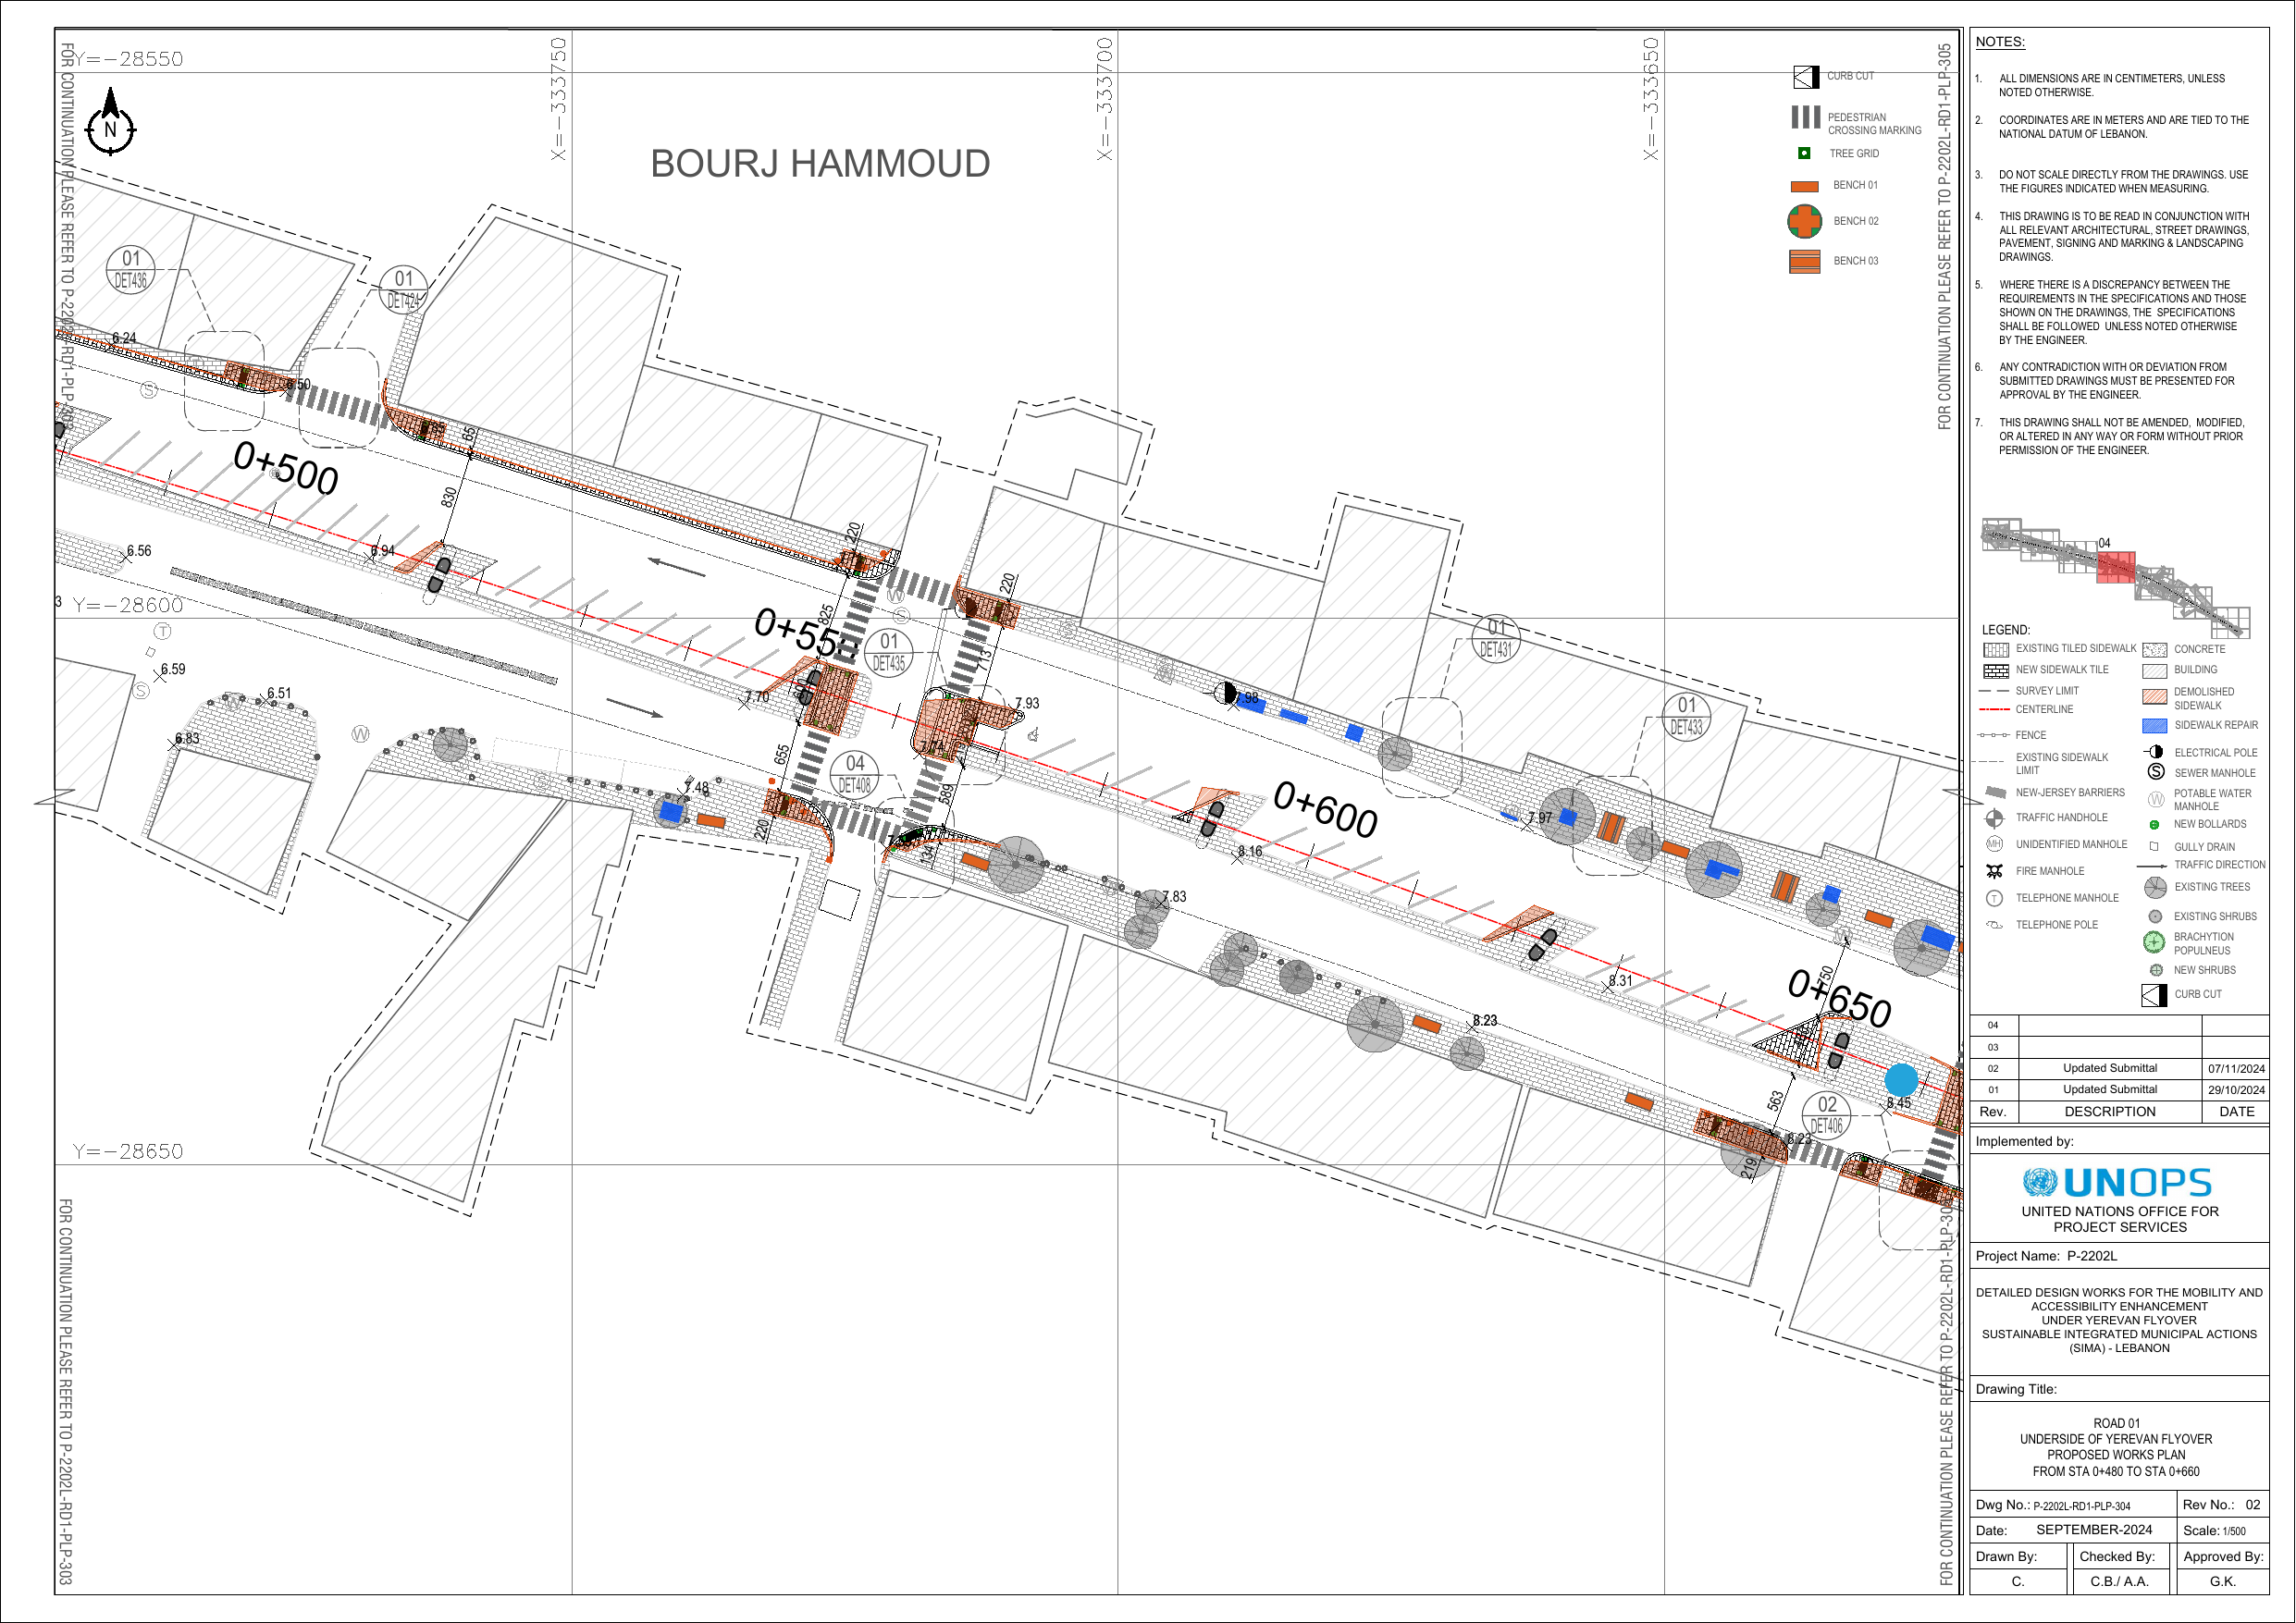 FOR CONTINUATION PLEASE REFER TO P-2202L-RD1-PLP-303
Y=-28550
X=-333750
X=-333700
X=-333650
FOR CONTINUATION PLEASE REFER TO P-2202L-RD1-PLP-305
N
BOURJ HAMMOUD
CURB CUT
PEDESTRIAN
CROSSING MARKING
TREE GRID
BENCH 01
BENCH 02
BENCH 03
01
DET436
01
DET424
6.24
6.50
65
830
0+500
6.94
6.56
3
Y=-28600
T
S
S
6.59
6.51
6.83
W
W
220
825
0+55
01
DET435
W
S
220
713
S
7.70
600
7.93
7.74
219
655
04
DET408
7.48
220
589
134
7.98
01
DET431
01
DET433
7.97
0+600
8.16
7.83
8.31
8.23
750
0+650
563
02
DET406
8.45
8.23
219
Y=-28650
FOR CONTINUATION PLEASE REFER TO P-2202L-RD1-PLP-303
FOR CONTINUATION PLEASE REFER TO P-2202L-RD1-PLP-305
NOTES:
1. ALL DIMENSIONS ARE IN CENTIMETERS, UNLESS
NOTED OTHERWISE.
2. COORDINATES ARE IN METERS AND ARE TIED TO THE
NATIONAL DATUM OF LEBANON.
3. DO NOT SCALE DIRECTLY FROM THE DRAWINGS. USE
THE FIGURES INDICATED WHEN MEASURING.
4. THIS DRAWING IS TO BE READ IN CONJUNCTION WITH
ALL RELEVANT ARCHITECTURAL, STREET DRAWINGS,
PAVEMENT, SIGNING AND MARKING & LANDSCAPING
DRAWINGS.
5. WHERE THERE IS A DISCREPANCY BETWEEN THE
REQUIREMENTS IN THE SPECIFICATIONS AND THOSE
SHOWN ON THE DRAWINGS, THE SPECIFICATIONS
SHALL BE FOLLOWED UNLESS NOTED OTHERWISE
BY THE ENGINEER.
6. ANY CONTRADICTION WITH OR DEVIATION FROM
SUBMITTED DRAWINGS MUST BE PRESENTED FOR
APPROVAL BY THE ENGINEER.
7. THIS DRAWING SHALL NOT BE AMENDED, MODIFIED,
OR ALTERED IN ANY WAY OR FORM WITHOUT PRIOR
PERMISSION OF THE ENGINEER.
04
LEGEND:
EXISTING TILED SIDEWALK
NEW SIDEWALK TILE
SURVEY LIMIT
CENTERLINE
FENCE
EXISTING SIDEWALK
LIMIT
NEW-JERSEY BARRIERS
TRAFFIC HANDHOLE
MH UNIDENTIFIED MANHOLE
FIRE MANHOLE
T TELEPHONE MANHOLE
TELEPHONE POLE
CONCRETE
BUILDING
DEMOLISHED
SIDEWALK
SIDEWALK REPAIR
ELECTRICAL POLE
S SEWER MANHOLE
W POTABLE WATER
MANHOLE
NEW BOLLARDS
GULLY DRAIN
TRAFFIC DIRECTION
EXISTING TREES
EXISTING SHRUBS
BRACHYTION
POPULNEUS
NEW SHRUBS
CURB CUT
04
03
02 Updated Submittal 07/11/2024
01 Updated Submittal 29/10/2024
Rev. DESCRIPTION DATE
Implemented by:
UNOPS
UNITED NATIONS OFFICE FOR
PROJECT SERVICES
Project Name: P-2202L
DETAILED DESIGN WORKS FOR THE MOBILITY AND
ACCESSIBILITY ENHANCEMENT
UNDER YEREVAN FLYOVER
SUSTAINABLE INTEGRATED MUNICIPAL ACTIONS
(SIMA) - LEBANON
Drawing Title:
ROAD 01
UNDERSIDE OF YEREVAN FLYOVER
PROPOSED WORKS PLAN
FROM STA 0+480 TO STA 0+660
Dwg No.: P-2202L-RD1-PLP-304 Rev No.: 02
Date: SEPTEMBER-2024 Scale: 1/500
Drawn By: Checked By: Approved By:
C. C.B./ A.A. G.K.